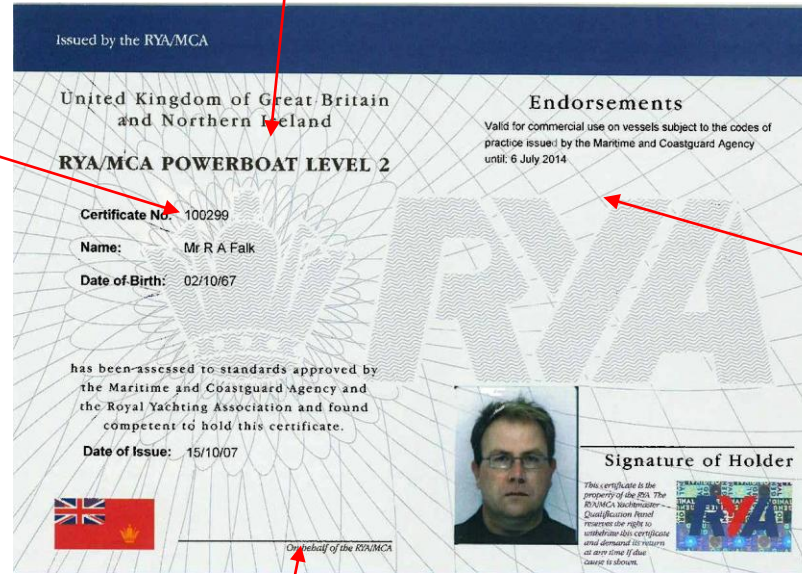 Issued by the RYA/MCA
United Kingdom of Great Britain
and Northern Ireland
RYA/MCA POWERBOAT LEVEL 2
Certificate No: 100299
Name: Mr R A Falk
Date of Birth: 02/10/67
has been assessed to standards approved by
the Maritime and Coastguard Agency and
the Royal Yachting Association and found
competent to hold this certificate.
Date of Issue: 15/10/07
On behalf of the RYA/MCA
Endorsements
Valid for commercial use on vessels subject to the codes of
practice issued by the Maritime and Coastguard Agency
until: 6 July 2014
RYA
Signature of Holder
This certificate is the
property of the RYA. The
RYA/MCA Yachtmaster
Qualification Panel
reserves the right to
withdraw this certificate
and demand its return
at any time if due
cause is shown.
RYA